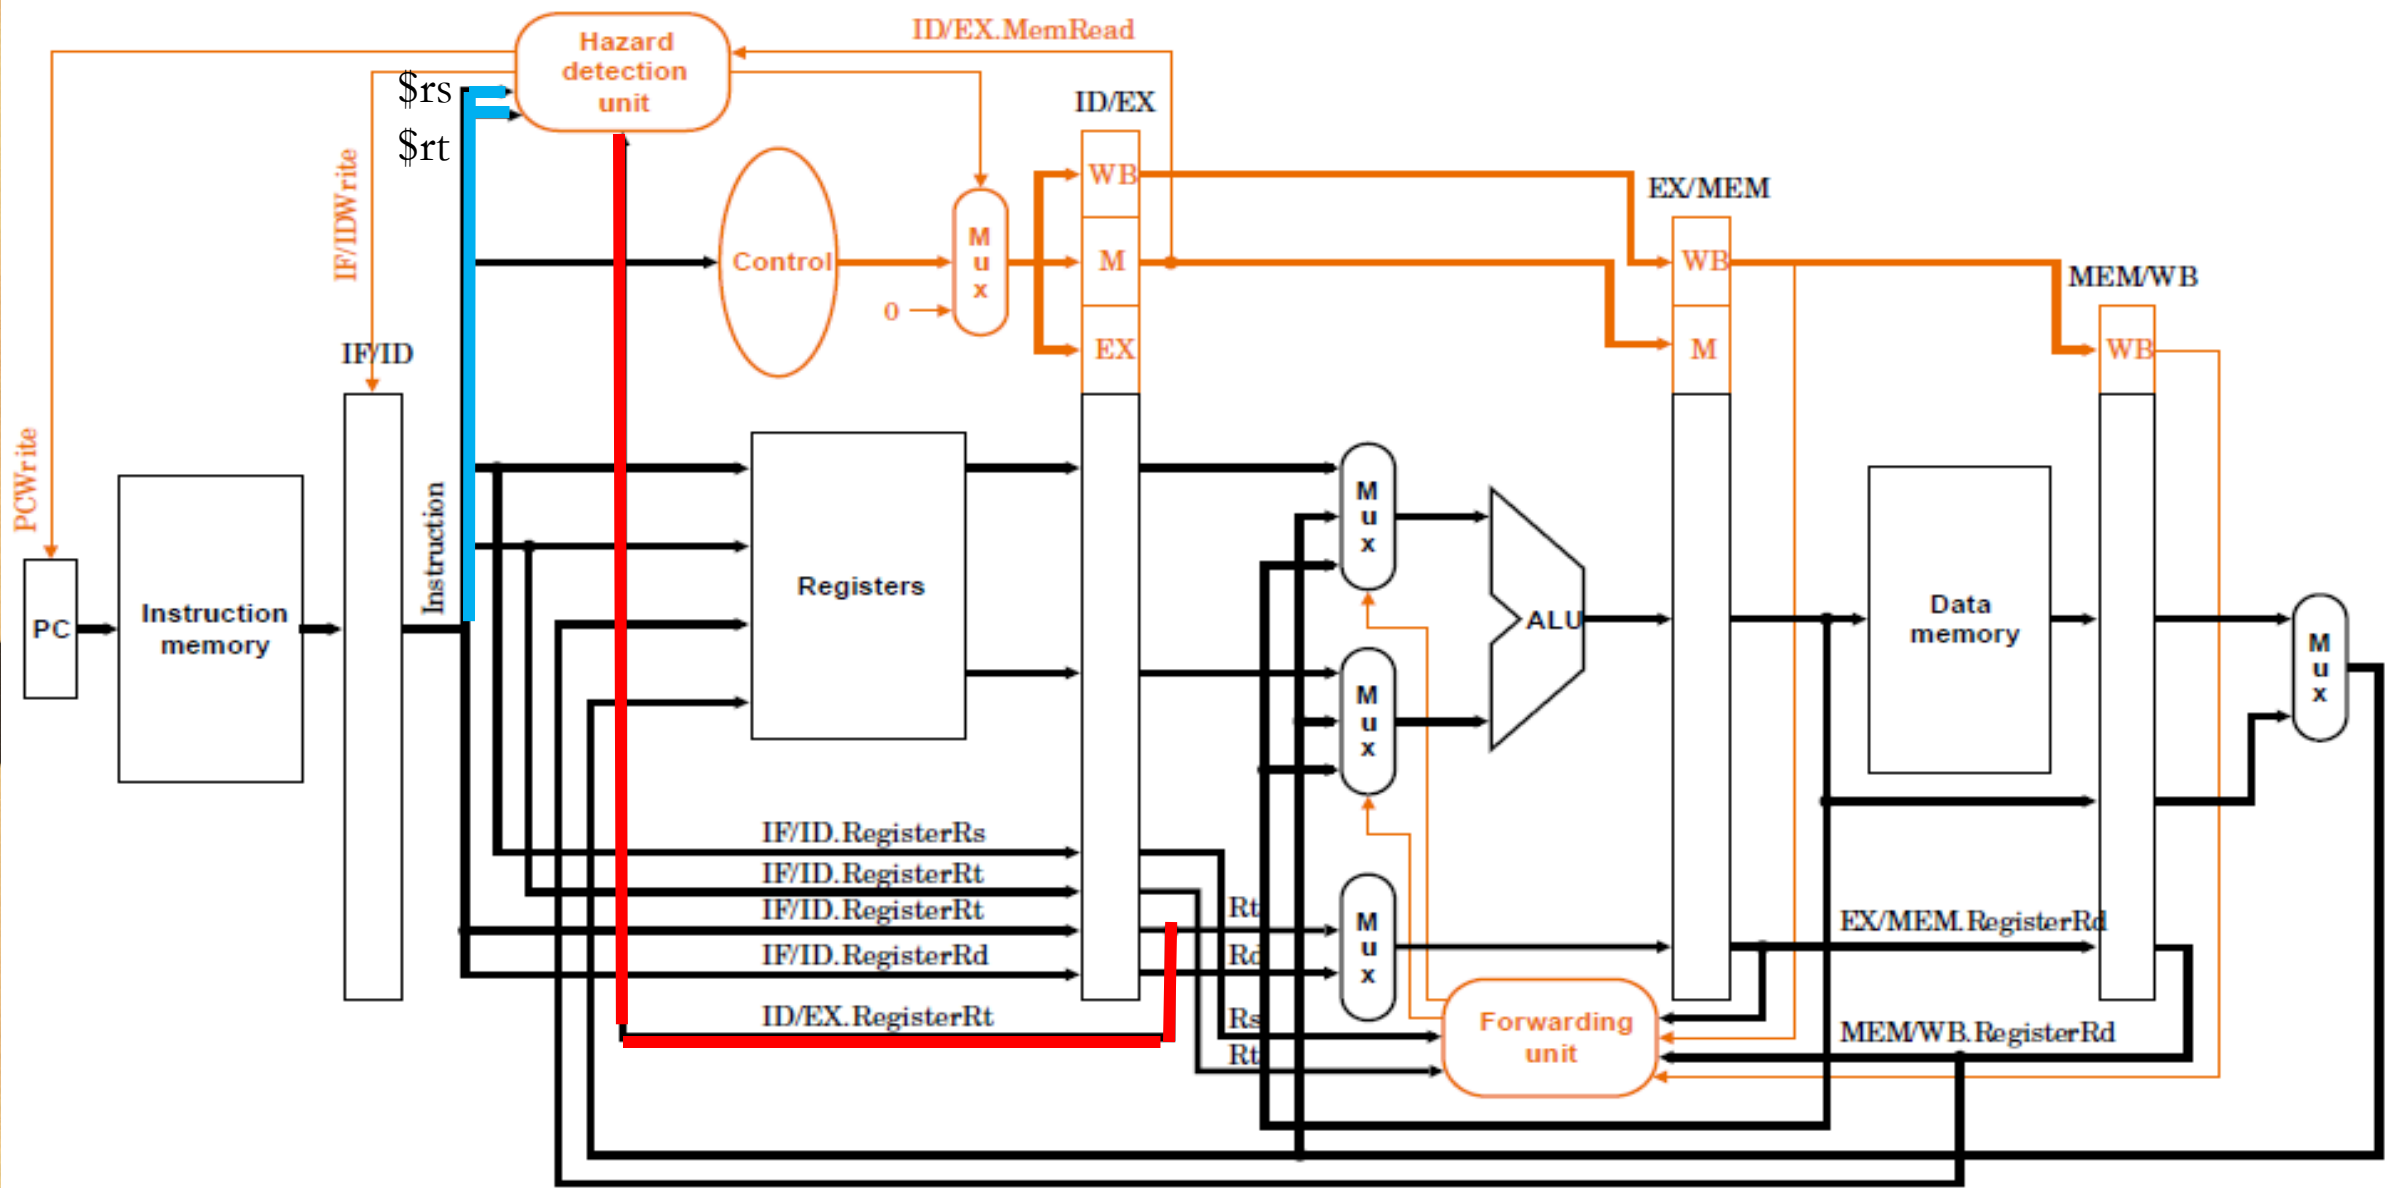 ID/EX.MemRead
Hazard
detection
unit
$rs
$rt
ID/EX
IF/IDWrite
WB
EX/MEM
Control
M
u
x
M
WB
MEM/WB
0
IF/ID
EX
M
WB
PCWrite
Instruction
M
u
x
PC
Instruction
memory
Registers
ALU
Data
memory
M
u
x
M
u
x
IF/ID.RegisterRs
IF/ID.RegisterRt
IF/ID.RegisterRt
Rt
M
u
x
EX/MEM.RegisterRd
IF/ID.RegisterRd
Rd
ID/EX.RegisterRt
Rs
Forwarding
unit
MEM/WB.RegisterRd
Rt